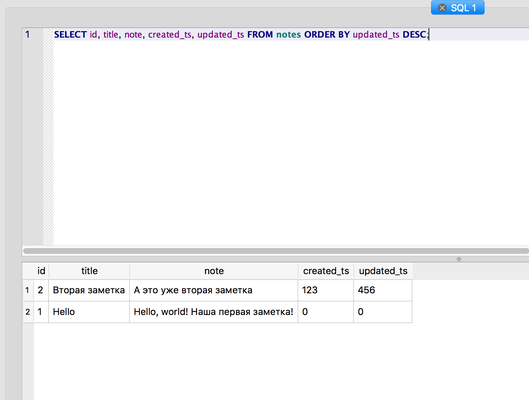 SQL 1
1 SELECT id, title, note, created_ts, updated_ts FROM notes ORDER BY updated_ts DESC;
id title note created_ts updated_ts
1 2 Вторая заметка А это уже вторая заметка 123 456
2 1 Hello Hello, world! Наша первая заметка! 0 0